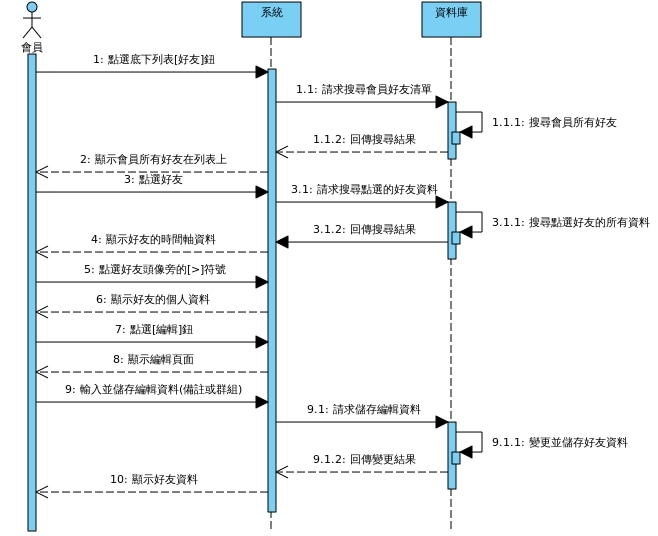 系統
資料庫
會員
1: 點選底下列表[好友]鈕
1.1: 請求搜尋會員好友清單
1.1.1: 搜尋會員所有好友
1.1.2: 回傳搜尋結果
2: 顯示會員所有好友在列表上
3: 點選好友
3.1: 請求搜尋點選的好友資料
3.1.1: 搜尋點選好友的所有資料
3.1.2: 回傳搜尋結果
4: 顯示好友的時間軸資料
5: 點選好友頭像旁的[>]符號
6: 顯示好友的個人資料
7: 點選[編輯]鈕
8: 顯示編輯頁面
9: 輸入並儲存編輯資料(備註或群組)
9.1: 請求儲存編輯資料
9.1.1: 變更並儲存好友資料
9.1.2: 回傳變更結果
10: 顯示好友資料